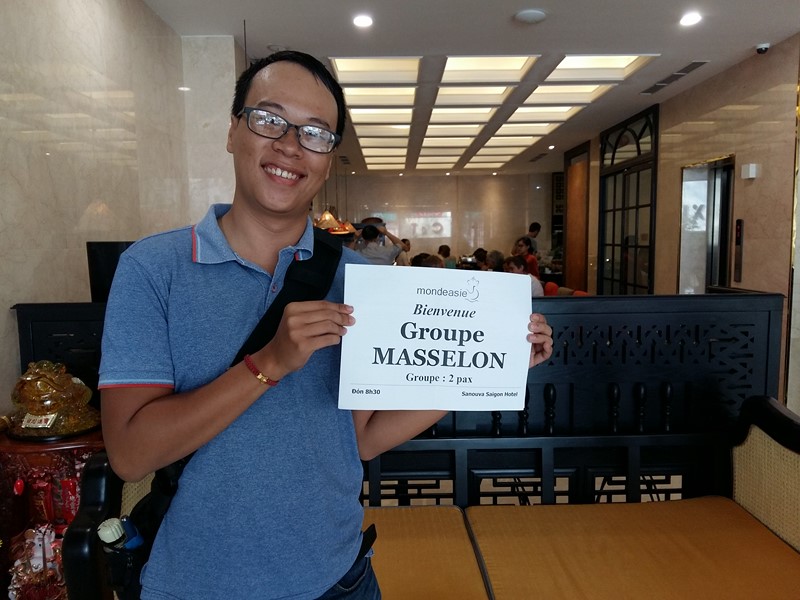 mondeasie
Bienvenue
Groupe
MASSELON
Groupe : 2 pax
Đón 8h30 Sanouva Saigon Hotel